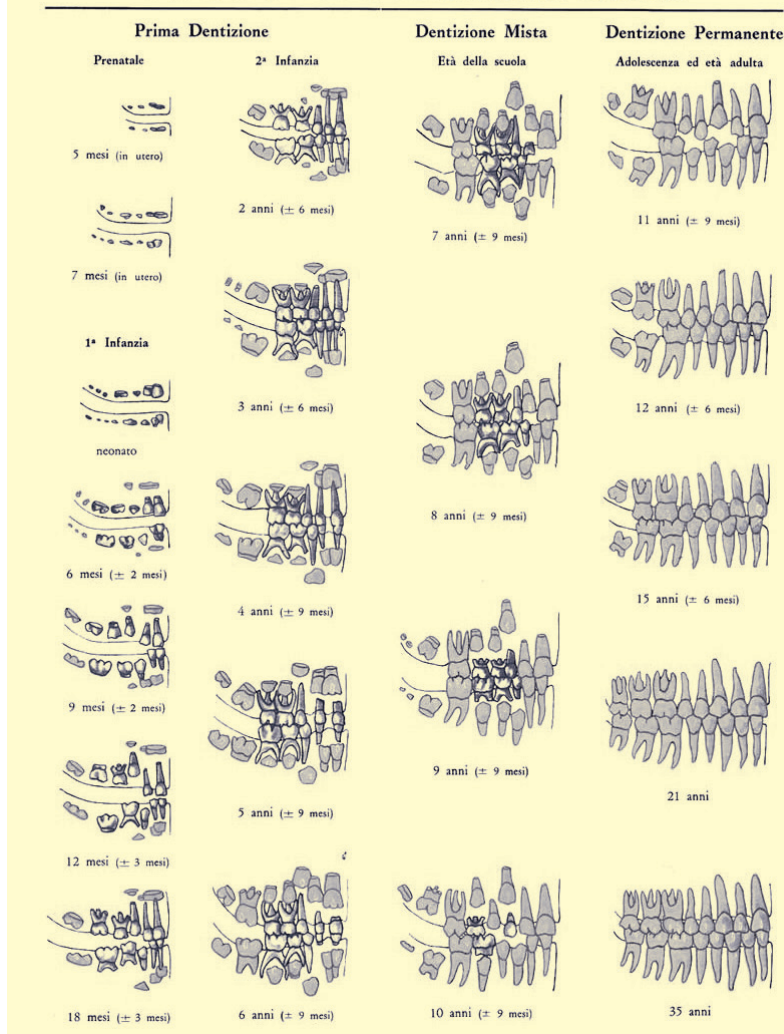 Prima Dentizione
Prenatale
5 mesi (in utero)
7 mesi (in utero)
1ª Infanzia
neonato
6 mesi (± 2 mesi)
9 mesi (± 2 mesi)
12 mesi (± 3 mesi)
18 mesi (± 3 mesi)
2ª Infanzia
2 anni (± 6 mesi)
3 anni (± 6 mesi)
4 anni (± 9 mesi)
5 anni (± 9 mesi)
6 anni (± 9 mesi)
Dentizione Mista
Età della scuola
7 anni (± 9 mesi)
8 anni (± 9 mesi)
9 anni (± 9 mesi)
10 anni (± 9 mesi)
Dentizione Permanente
Adolescenza ed età adulta
11 anni (± 9 mesi)
12 anni (± 6 mesi)
15 anni (± 6 mesi)
21 anni
35 anni